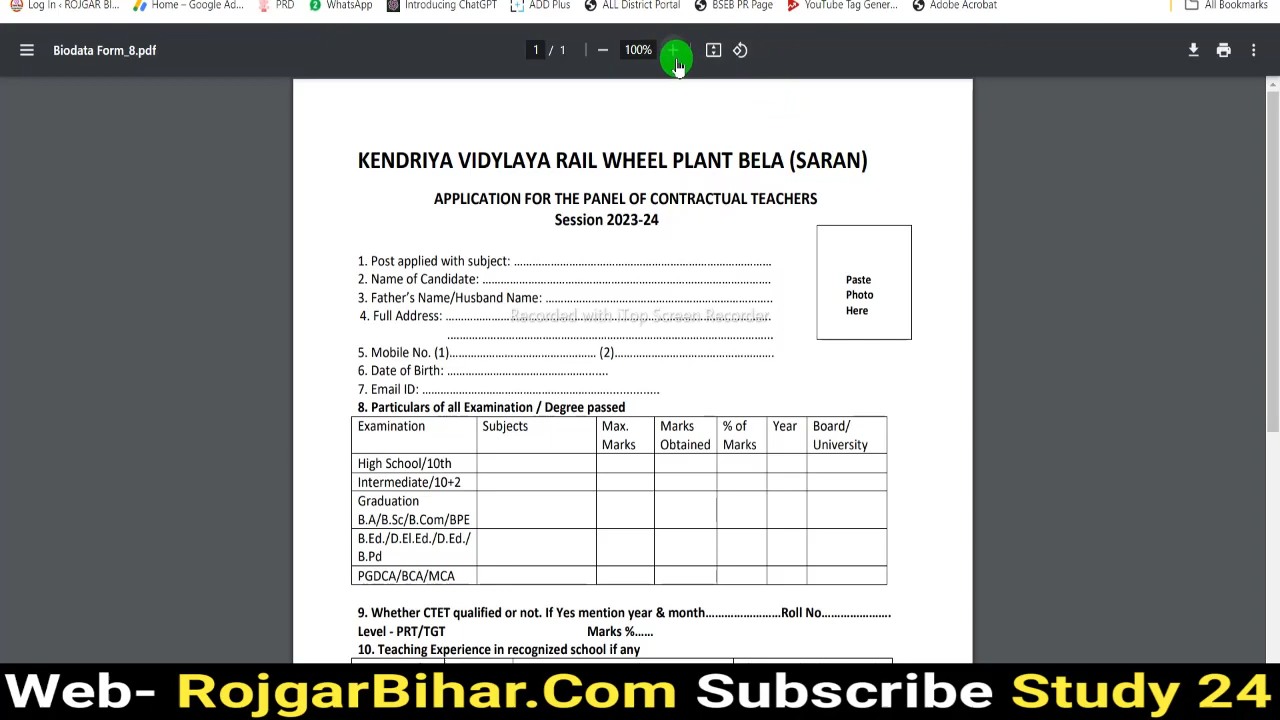 Log In ‹ ROJGAR BI... Home – Google Ad... PRD WhatsApp Introducing ChatGPT ADD Plus ALL District Portal BSEB PR Page YouTube Tag Gener... Adobe Acrobat All Bookmarks
Biodata Form_8.pdf 1 / 1 100%
KENDRIYA VIDYLAYA RAIL WHEEL PLANT BELA (SARAN)
APPLICATION FOR THE PANEL OF CONTRACTUAL TEACHERS
Session 2023-24
1. Post applied with subject: ......................................................................
2. Name of Candidate: ...............................................................................
3. Father's Name/Husband Name: ..............................................................
4. Full Address: .........................................................................................
.........................................................................................
Paste
Photo
Here
Recorded with iTop Screen Recorder
5. Mobile No. (1)........................................ (2)...........................................
6. Date of Birth: ............................................
7. Email ID: .................................................................
8. Particulars of all Examination / Degree passed
Examination Subjects Max. Marks Marks Obtained % of Marks Year Board/ University
High School/10th
Intermediate/10+2
Graduation
B.A/B.Sc/B.Com/BPE
B.Ed./D.El.Ed./D.Ed./
B.Pd
PGDCA/BCA/MCA
9. Whether CTET qualified or not. If Yes mention year & month.....................Roll No...................
Level - PRT/TGT Marks %......
10. Teaching Experience in recognized school if any
Web- RojgarBihar.Com Subscribe Study 24